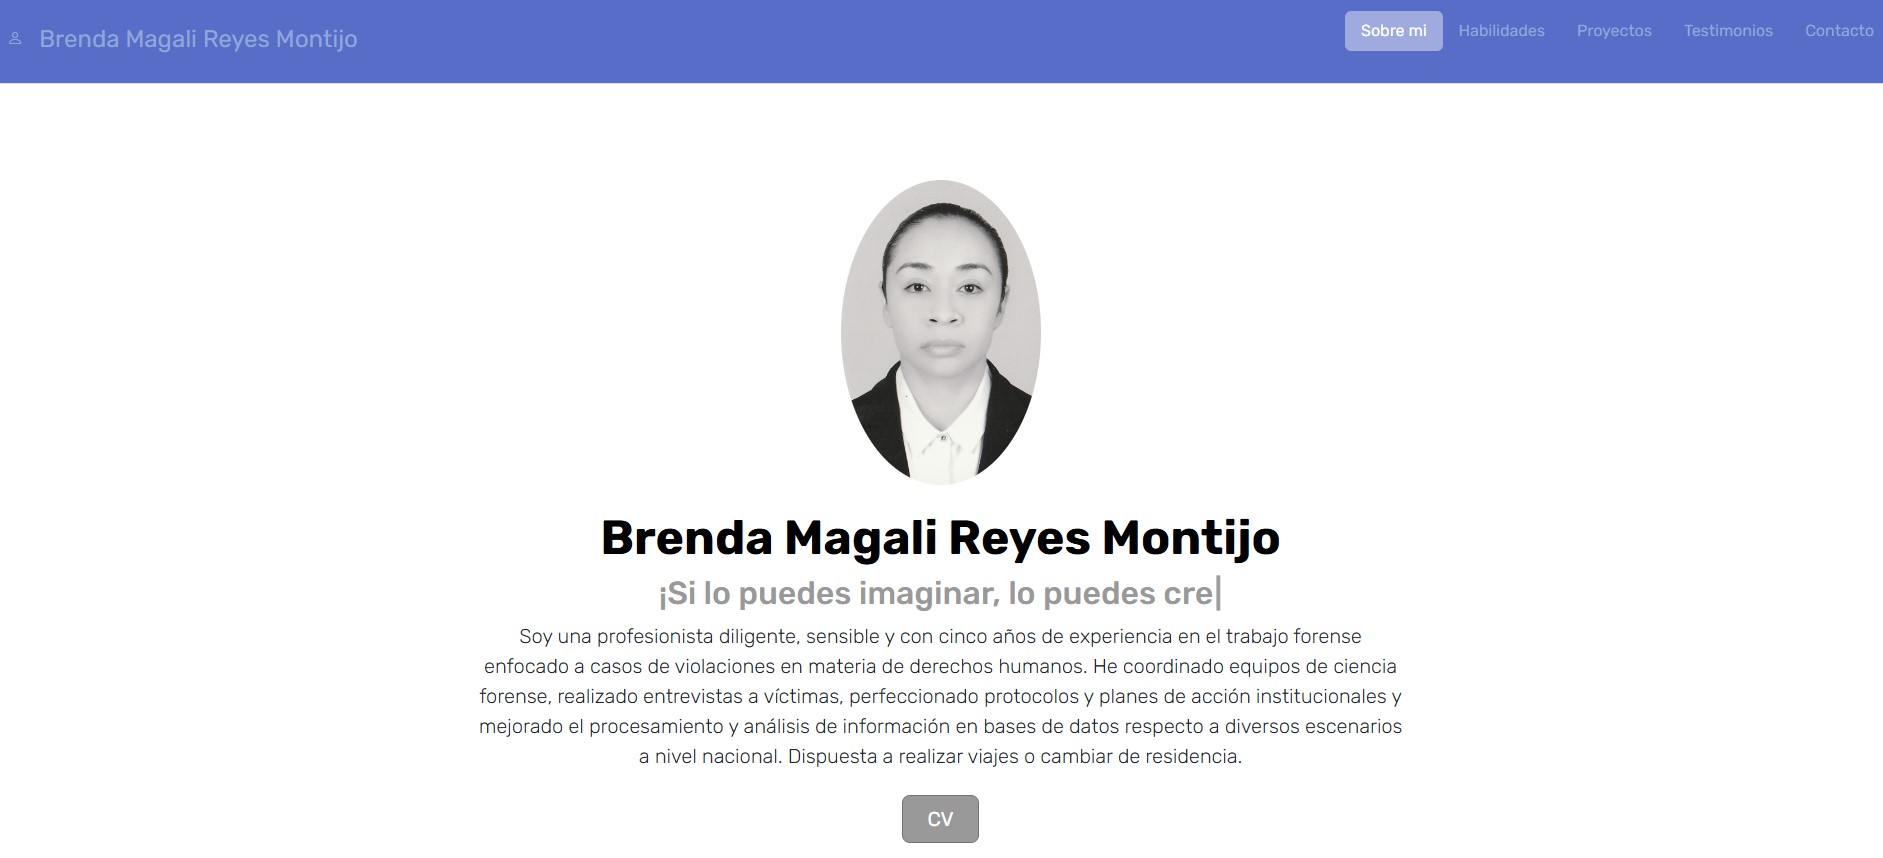 Brenda Magali Reyes Montijo
Sobre mi
Habilidades
Proyectos
Testimonios
Contacto
Brenda Magali Reyes Montijo
¡Si lo puedes imaginar, lo puedes cre|
Soy una profesionista diligente, sensible y con cinco años de experiencia en el trabajo forense
enfocado a casos de violaciones en materia de derechos humanos. He coordinado equipos de ciencia
forense, realizado entrevistas a víctimas, perfeccionado protocolos y planes de acción institucionales y
mejorado el procesamiento y análisis de información en bases de datos respecto a diversos escenarios
a nivel nacional. Dispuesta a realizar viajes o cambiar de residencia.
CV